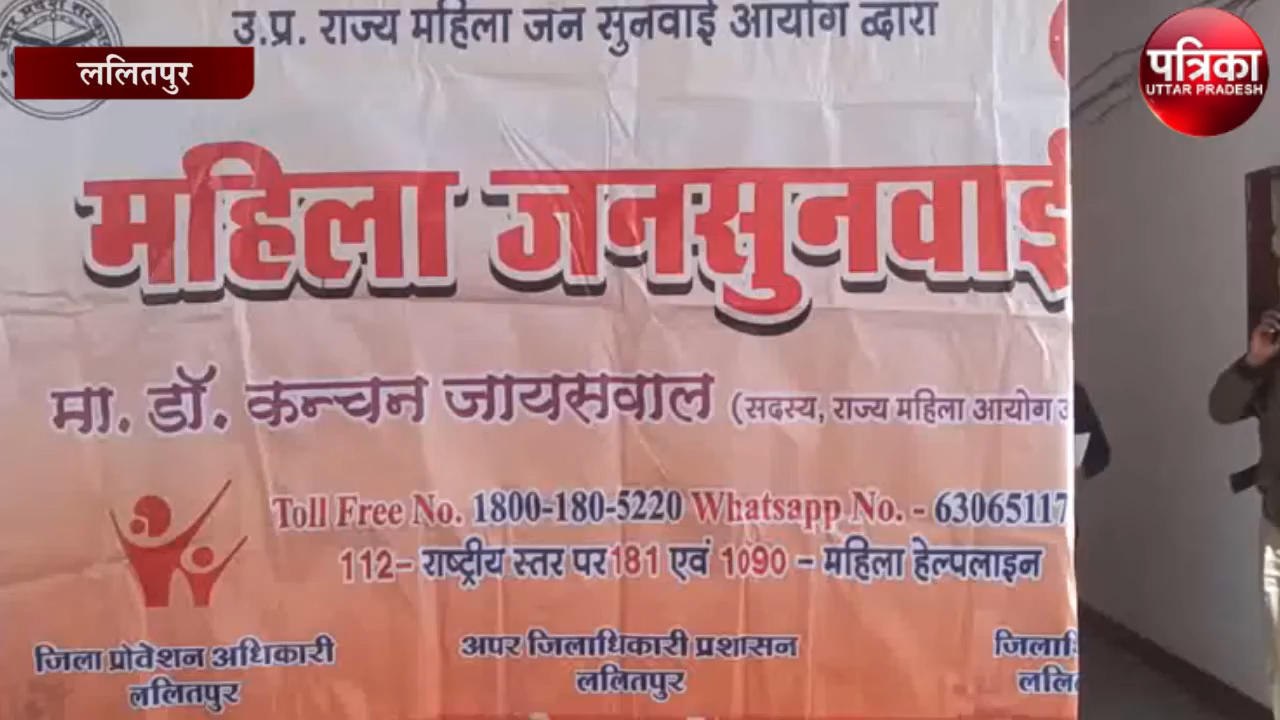 उ.प्र. राज्य महिला जन सुनवाई आयोग द्वारा
ललितपुर
पत्रिका
UTTAR PRADESH
महिला जनसुनवाई
मा. डॉ. कन्चन जायसवाल (सदस्य, राज्य महिला आयोग उ
Toll Free No. 1800-180-5220 Whatsapp No. - 63065117
112- राष्ट्रीय स्तर पर 181 एवं 1090 - महिला हेल्पलाइन
जिला प्रोवेशन अधिकारी
ललितपुर
अपर जिलाधिकारी प्रशासन
ललितपुर
जिलाधि
ललि